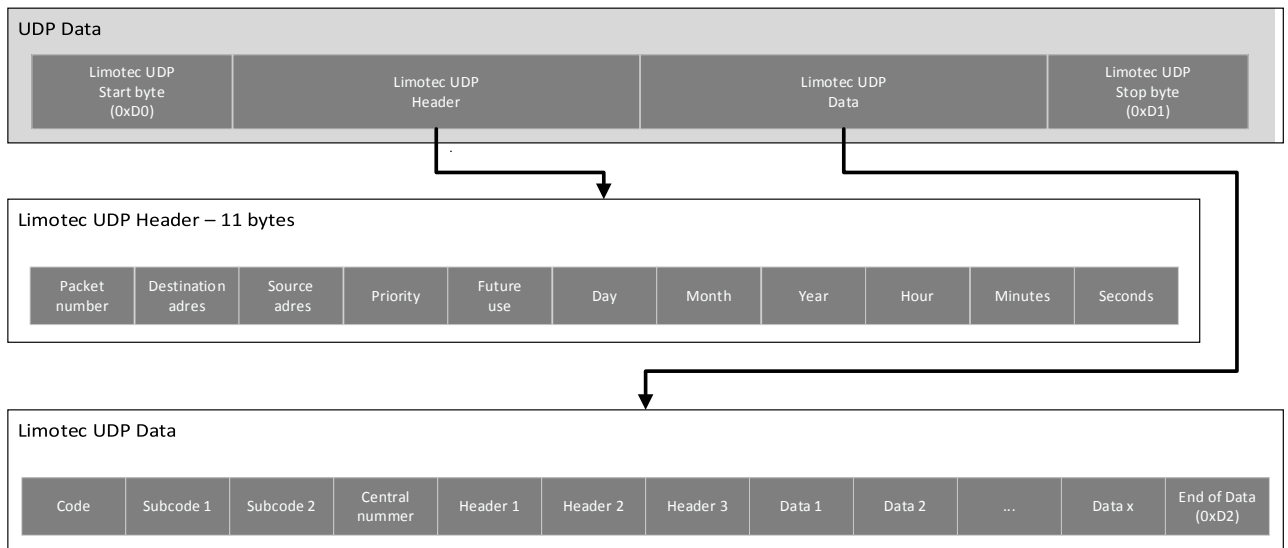 UDP Data
Limotec UDP
Start byte
(0xD0)
Limotec UDP
Header
Limotec UDP
Data
Limotec UDP
Stop byte
(0xD1)
.
Limotec UDP Header – 11 bytes
Packet
number
Destination
adres
Source
adres
Priority
Future
use
Day
Month
Year
Hour
Minutes
Seconds
Limotec UDP Data
Code
Subcode 1
Subcode 2
Central
nummer
Header 1
Header 2
Header 3
Data 1
Data 2
...
Data x
End of Data
(0xD2)